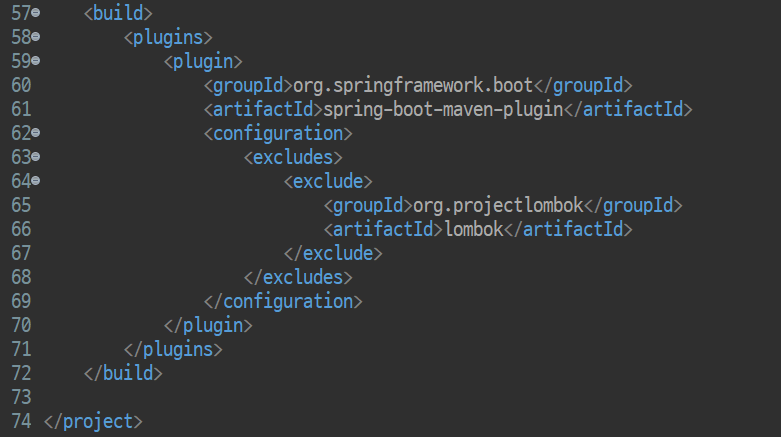 57    <build>
58        <plugins>
59            <plugin>
60                <groupId>org.springframework.boot</groupId>
61                <artifactId>spring-boot-maven-plugin</artifactId>
62                <configuration>
63                    <excludes>
64                        <exclude>
65                            <groupId>org.projectlombok</groupId>
66                            <artifactId>lombok</artifactId>
67                        </exclude>
68                    </excludes>
69                </configuration>
70            </plugin>
71        </plugins>
72    </build>
73
74 </project>